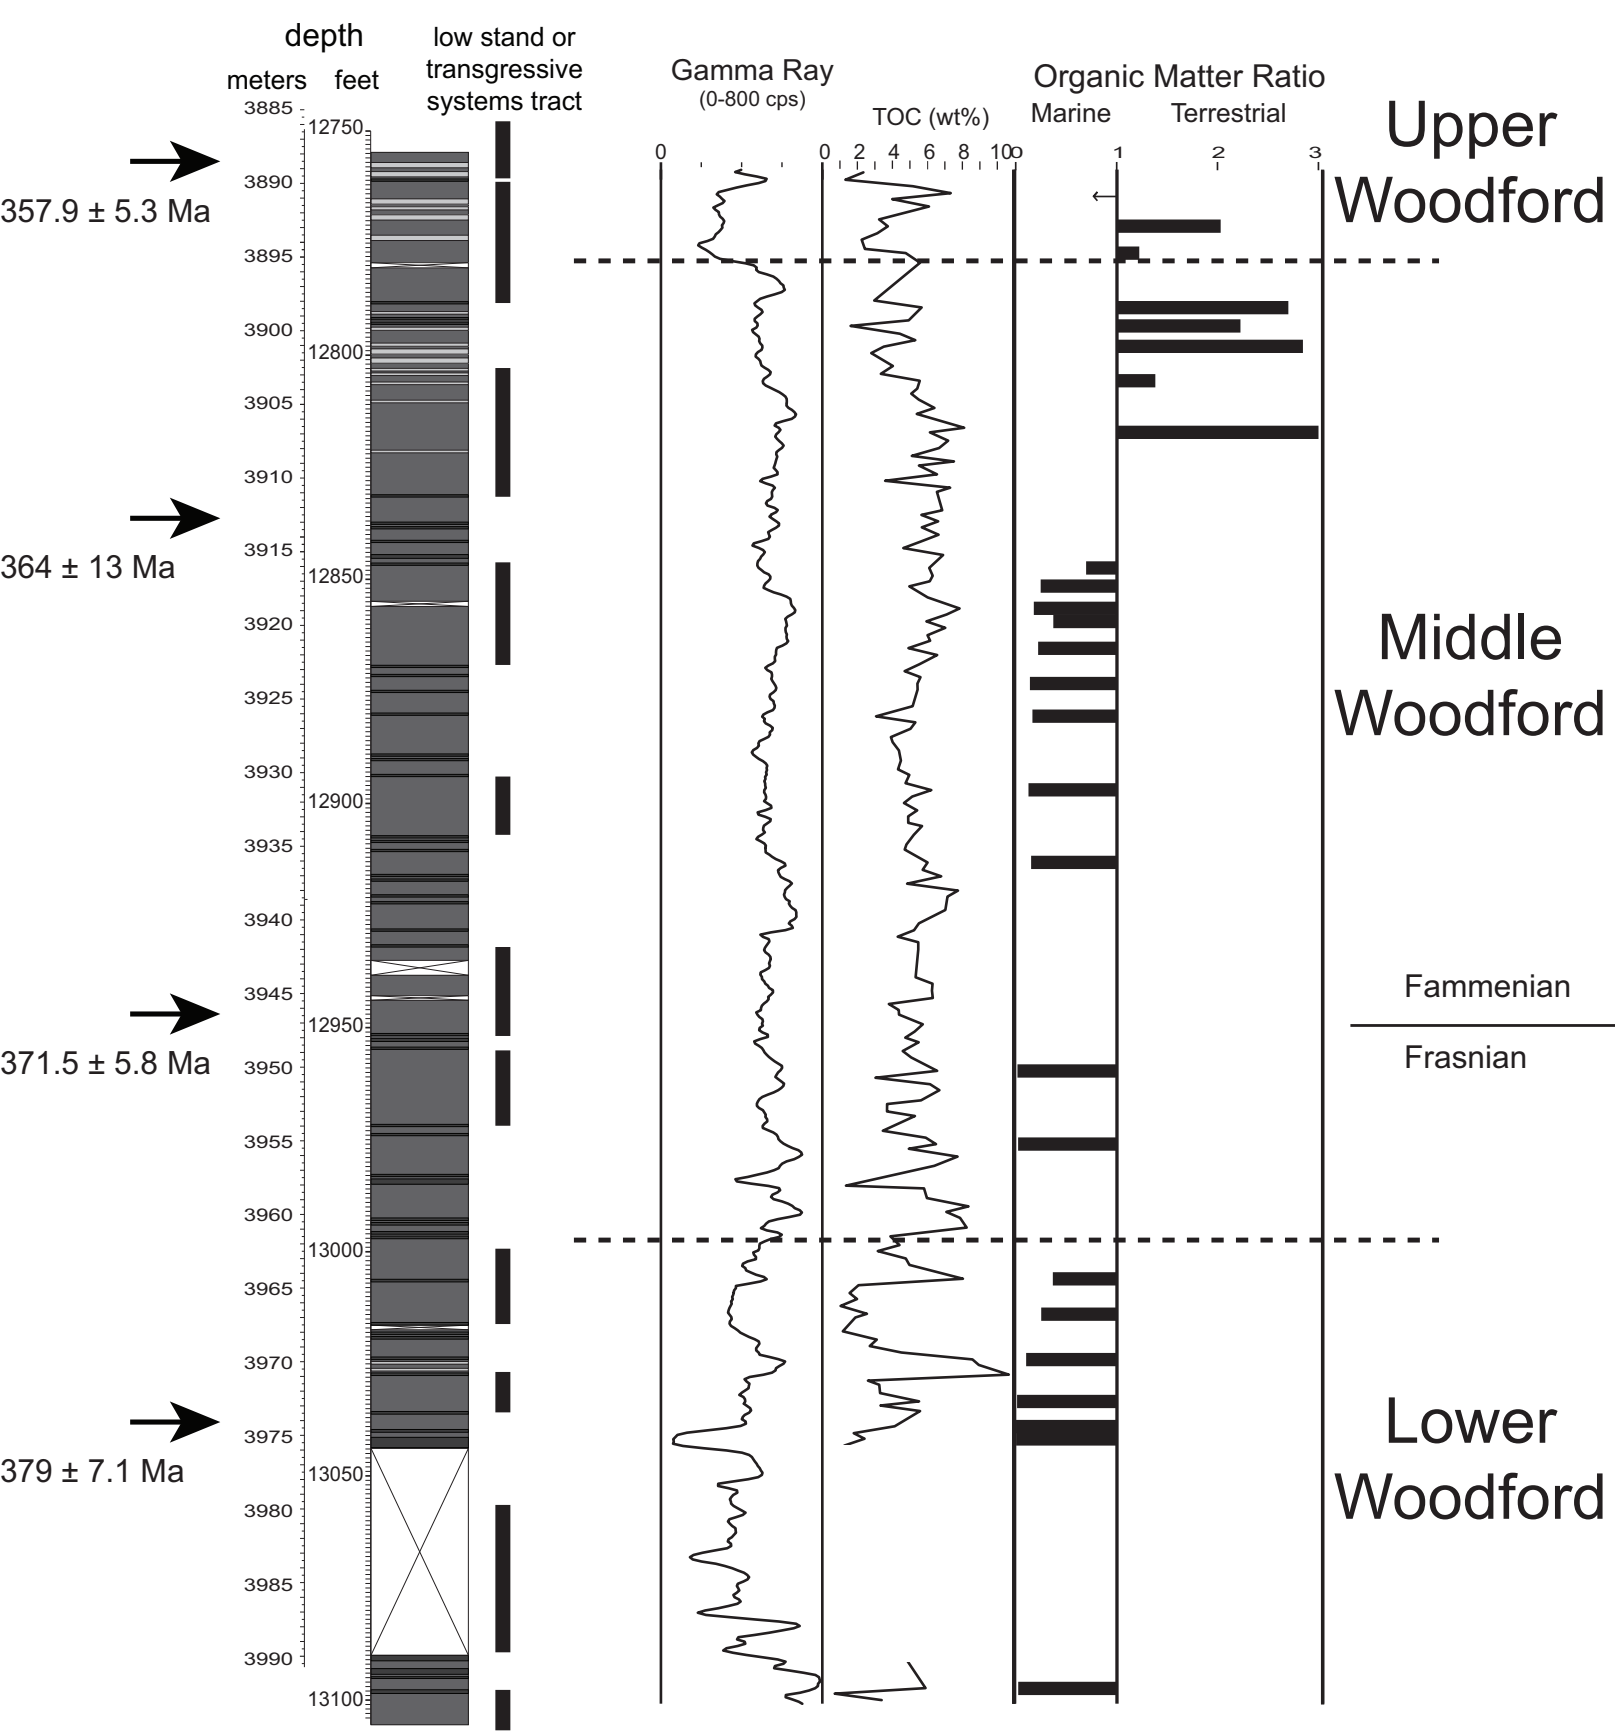 depth
meters feet
low stand or
transgressive
systems tract
Gamma Ray
(0-800 cps)
TOC (wt%)
Organic Matter Ratio
Marine Terrestrial
0
0 2 4 6 8 10
0 1 2 3
3885
3890
3895
3900
3905
3910
3915
3920
3925
3930
3935
3940
3945
3950
3955
3960
3965
3970
3975
3980
3985
3990
12750
12800
12850
12900
12950
13000
13050
13100
357.9 ± 5.3 Ma
364 ± 13 Ma
371.5 ± 5.8 Ma
379 ± 7.1 Ma
Upper
Woodford
Middle
Woodford
Fammenian
Frasnian
Lower
Woodford